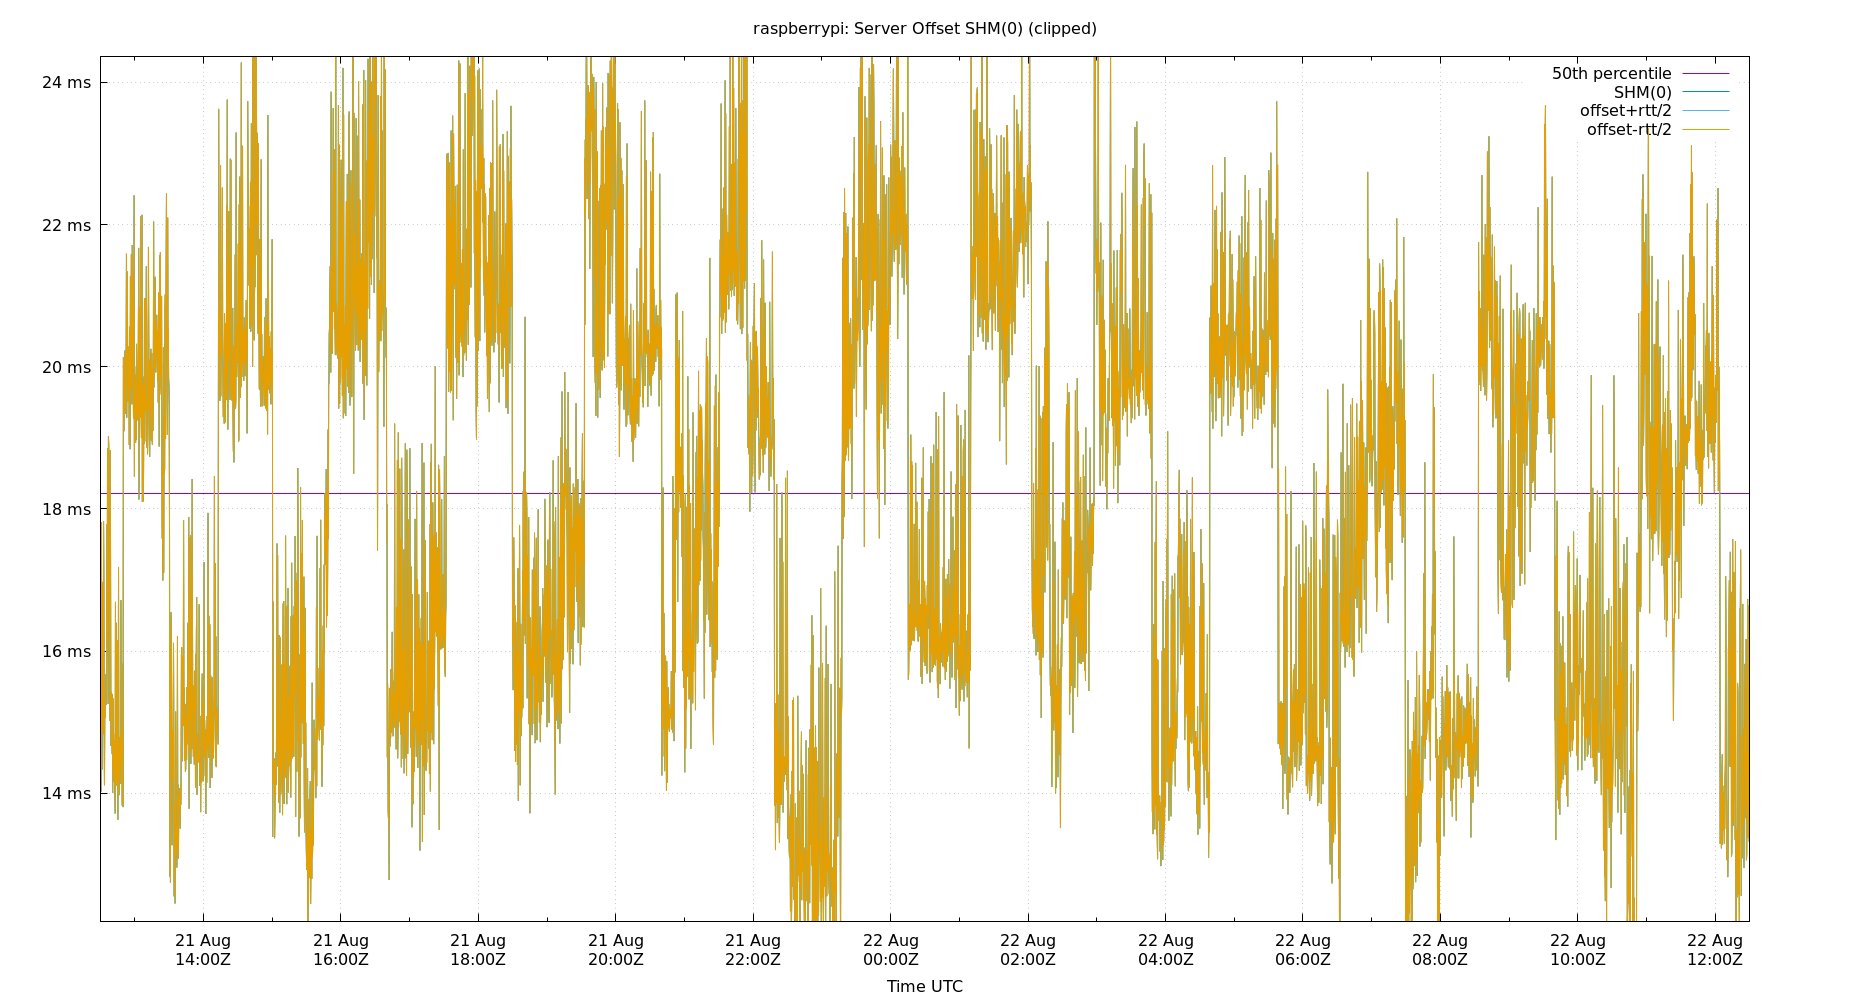 raspberrypi: Server Offset SHM(0) (clipped)
50th percentile
SHM(0)
offset+rtt/2
offset-rtt/2
24 ms
22 ms
20 ms
18 ms
16 ms
14 ms
21 Aug 21 Aug 21 Aug 21 Aug 21 Aug 22 Aug 22 Aug 22 Aug 22 Aug 22 Aug 22 Aug 22 Aug
14:00Z 16:00Z 18:00Z 20:00Z 22:00Z 00:00Z 02:00Z 04:00Z 06:00Z 08:00Z 10:00Z 12:00Z
Time UTC